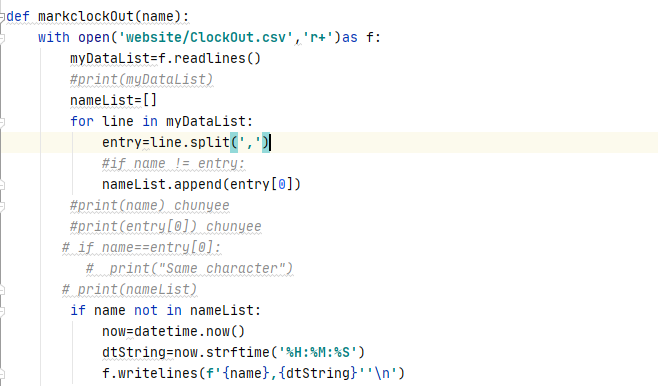 def markclockOut(name):
    with open('website/ClockOut.csv','r+')as f:
        myDataList=f.readlines()
        #print(myDataList)
        nameList=[]
        for line in myDataList:
            entry=line.split(',')
            #if name != entry:
            nameList.append(entry[0])
        #print(name) chunyee
        #print(entry[0]) chunyee
       # if name==entry[0]:
          #  print("Same character")
       # print(nameList)
        if name not in nameList:
            now=datetime.now()
            dtString=now.strftime('%H:%M:%S')
            f.writelines(f'{name},{dtString}''\n')